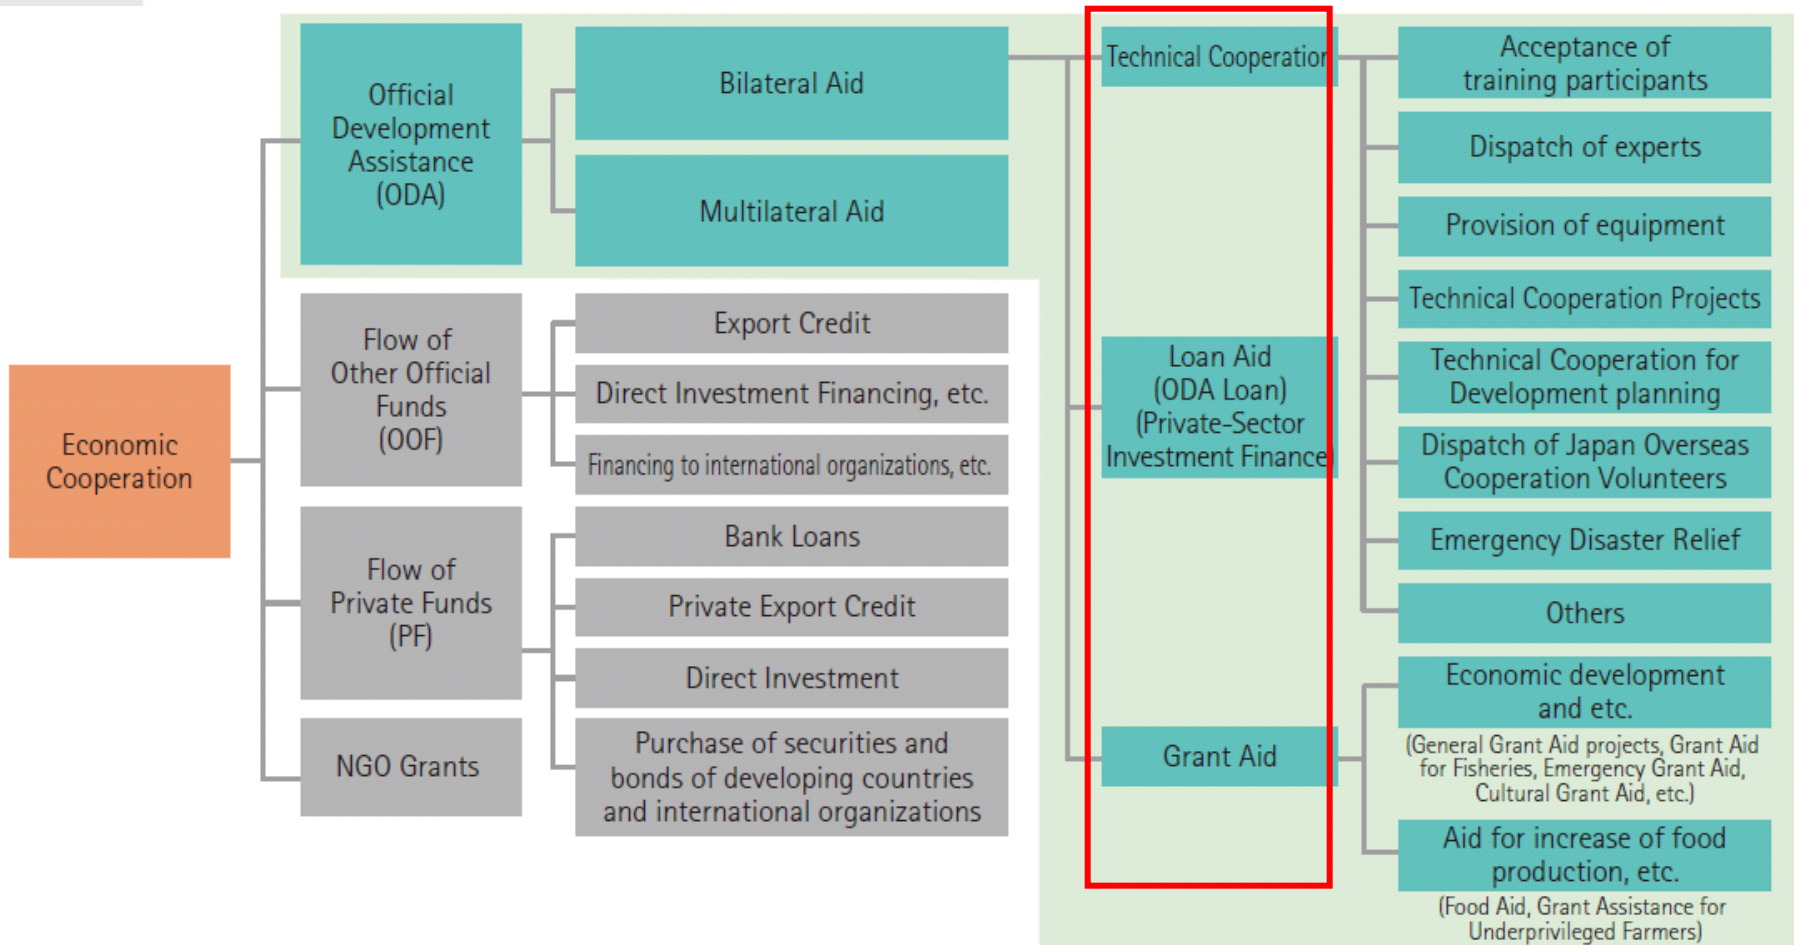 Economic
Cooperation
Official
Development
Assistance
(ODA)
Bilateral Aid
Multilateral Aid
Flow of
Other Official
Funds
(OOF)
Export Credit
Direct Investment Financing, etc.
Financing to international organizations, etc.
Flow of
Private Funds
(PF)
Bank Loans
Private Export Credit
Direct Investment
Purchase of securities and
bonds of developing countries
and international organizations
NGO Grants
Technical Cooperation
Acceptance of
training participants
Dispatch of experts
Provision of equipment
Technical Cooperation Projects
Technical Cooperation for
Development planning
Dispatch of Japan Overseas
Cooperation Volunteers
Emergency Disaster Relief
Others
Loan Aid
(ODA Loan)
(Private-Sector
Investment Finance)
Grant Aid
Economic development
and etc.
(General Grant Aid projects, Grant Aid
for Fisheries, Emergency Grant Aid,
Cultural Grant Aid, etc.)
Aid for increase of food
production, etc.
(Food Aid, Grant Assistance for
Underprivileged Farmers)